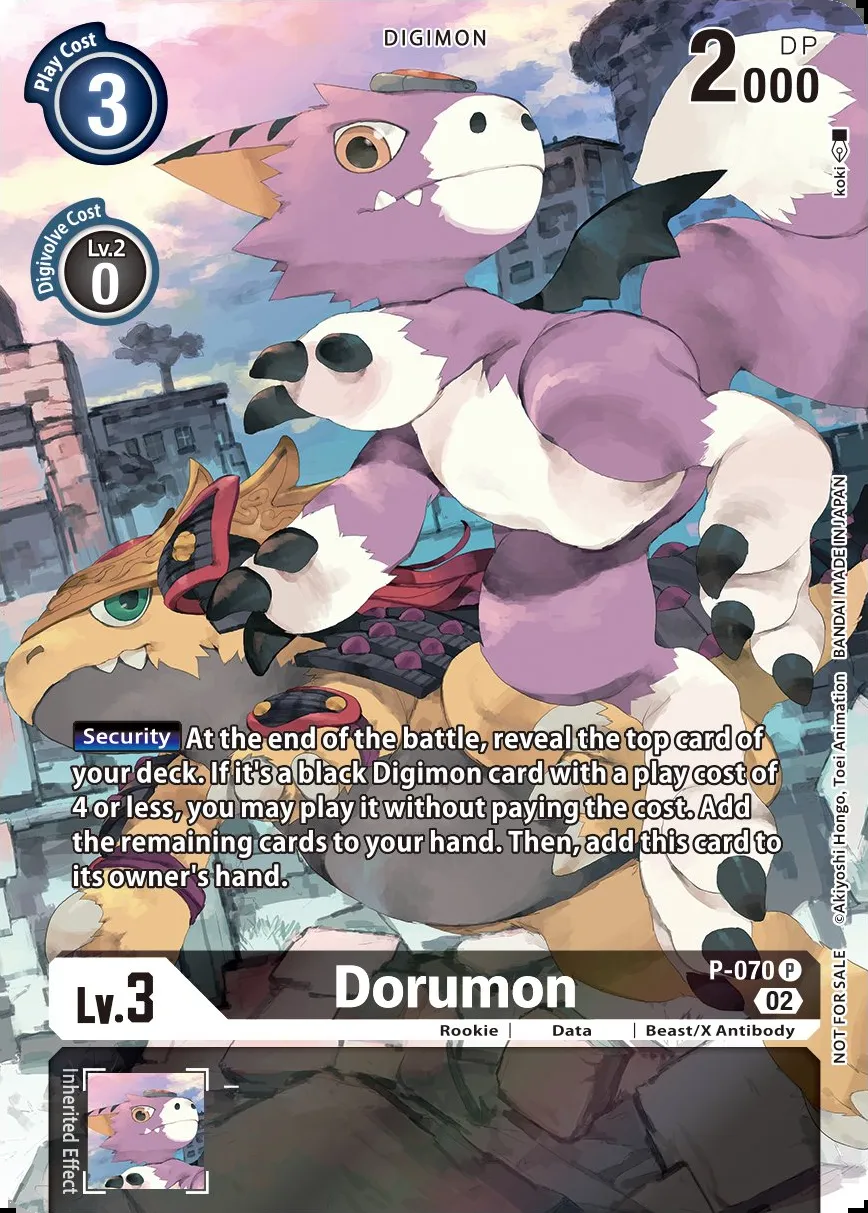 DIGIMON
Play Cost
3
DP
2000
Digivolve Cost
Lv.2
0
koki
BANDAI MADE IN JAPAN
©Akiyoshi Hongo, Toei Animation
NOT FOR SALE
Security At the end of the battle, reveal the top card of
your deck. If it's a black Digimon card with a play cost of
4 or less, you may play it without paying the cost. Add
the remaining cards to your hand. Then, add this card to
its owner's hand.
Lv.3
Dorumon
P-070 P
02
Rookie | Data | Beast/X Antibody
Inherited Effect
–